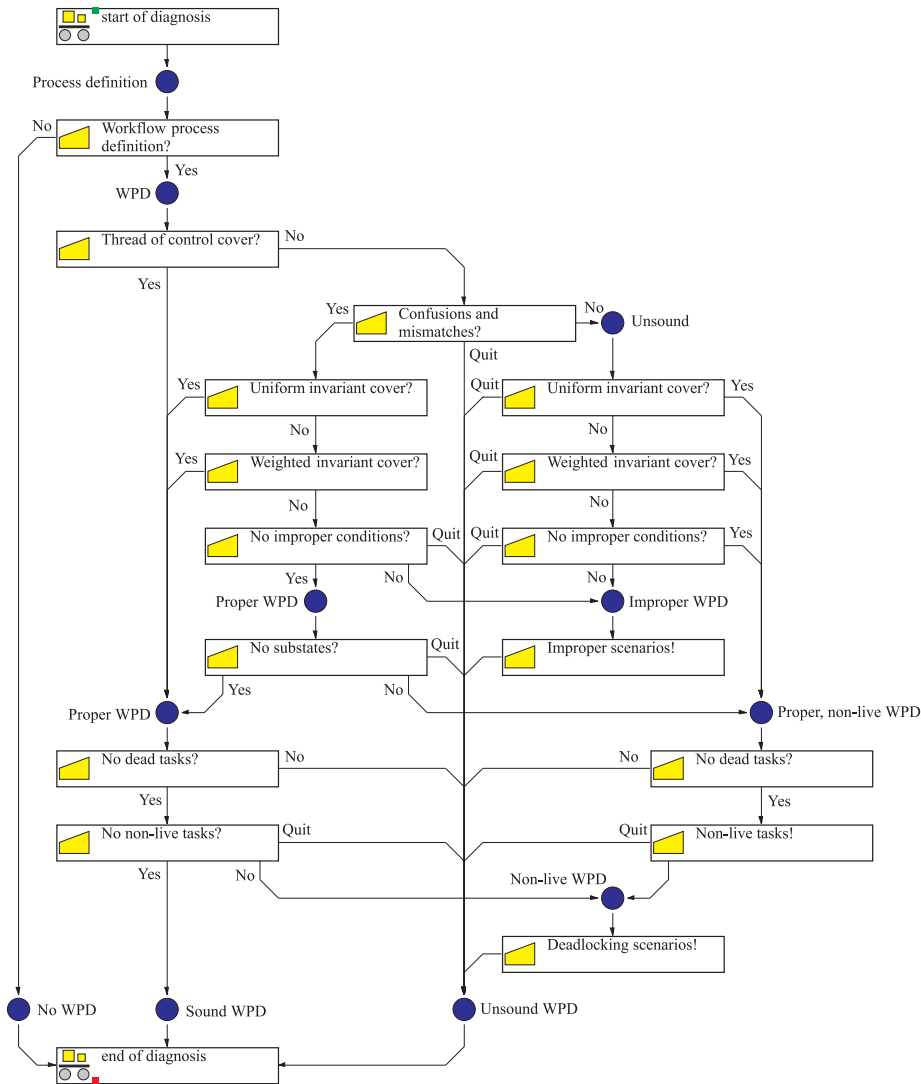 start of diagnosis
Process definition
No
Workflow process
definition?
Yes
WPD
Thread of control cover?
No
Yes
Yes
Confusions and
mismatches?
No
Unsound
Quit
Yes
Uniform invariant cover?
Quit
Uniform invariant cover?
Yes
No
No
Yes
Weighted invariant cover?
Quit
Weighted invariant cover?
Yes
No
No
No improper conditions?
Quit
Quit
No improper conditions?
Yes
Yes
No
No
Proper WPD
Improper WPD
No substates?
Quit
Improper scenarios!
Yes
No
Proper WPD
Proper, non-live WPD
No dead tasks?
No
No
No dead tasks?
Yes
Yes
No non-live tasks?
Quit
Quit
Non-live tasks!
Yes
No
Non-live WPD
Deadlocking scenarios!
No WPD
Sound WPD
Unsound WPD
end of diagnosis